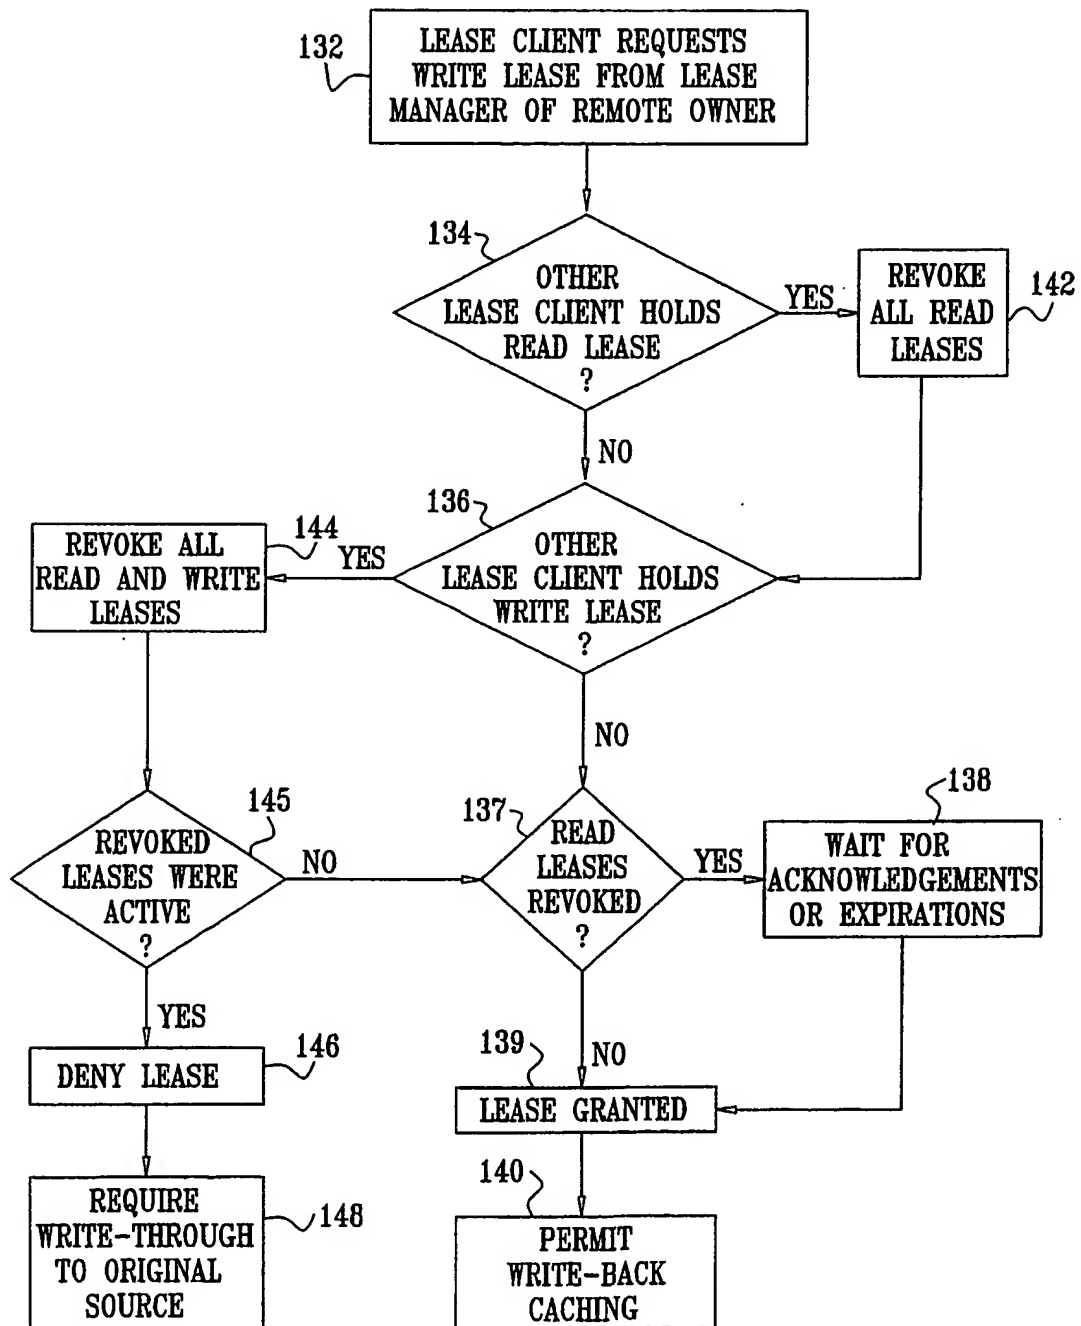 132
LEASE CLIENT REQUESTS
WRITE LEASE FROM LEASE
MANAGER OF REMOTE OWNER
134
OTHER
LEASE CLIENT HOLDS
READ LEASE
?
YES
REVOKE
ALL READ
LEASES
142
NO
136
OTHER
LEASE CLIENT HOLDS
WRITE LEASE
?
YES
144
REVOKE ALL
READ AND WRITE
LEASES
NO
145
REVOKED
LEASES WERE
ACTIVE
?
NO
137
READ
LEASES
REVOKED
?
YES
138
WAIT FOR
ACKNOWLEDGEMENTS
OR EXPIRATIONS
YES
146
DENY LEASE
NO
139
LEASE GRANTED
REQUIRE
WRITE-THROUGH
TO ORIGINAL
SOURCE
148
140
PERMIT
WRITE-BACK
CACHING